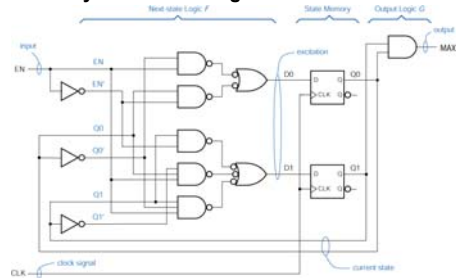 Next-state Logic F
State Memory
Output Logic G
input
output
EN
EN
MAX
EN'
excitation
D0
D Q
Q0
CLK Q
Q0
Q0'
D1
D Q
Q1
CLK Q
Q1
Q1'
clock signal
current state
CLK